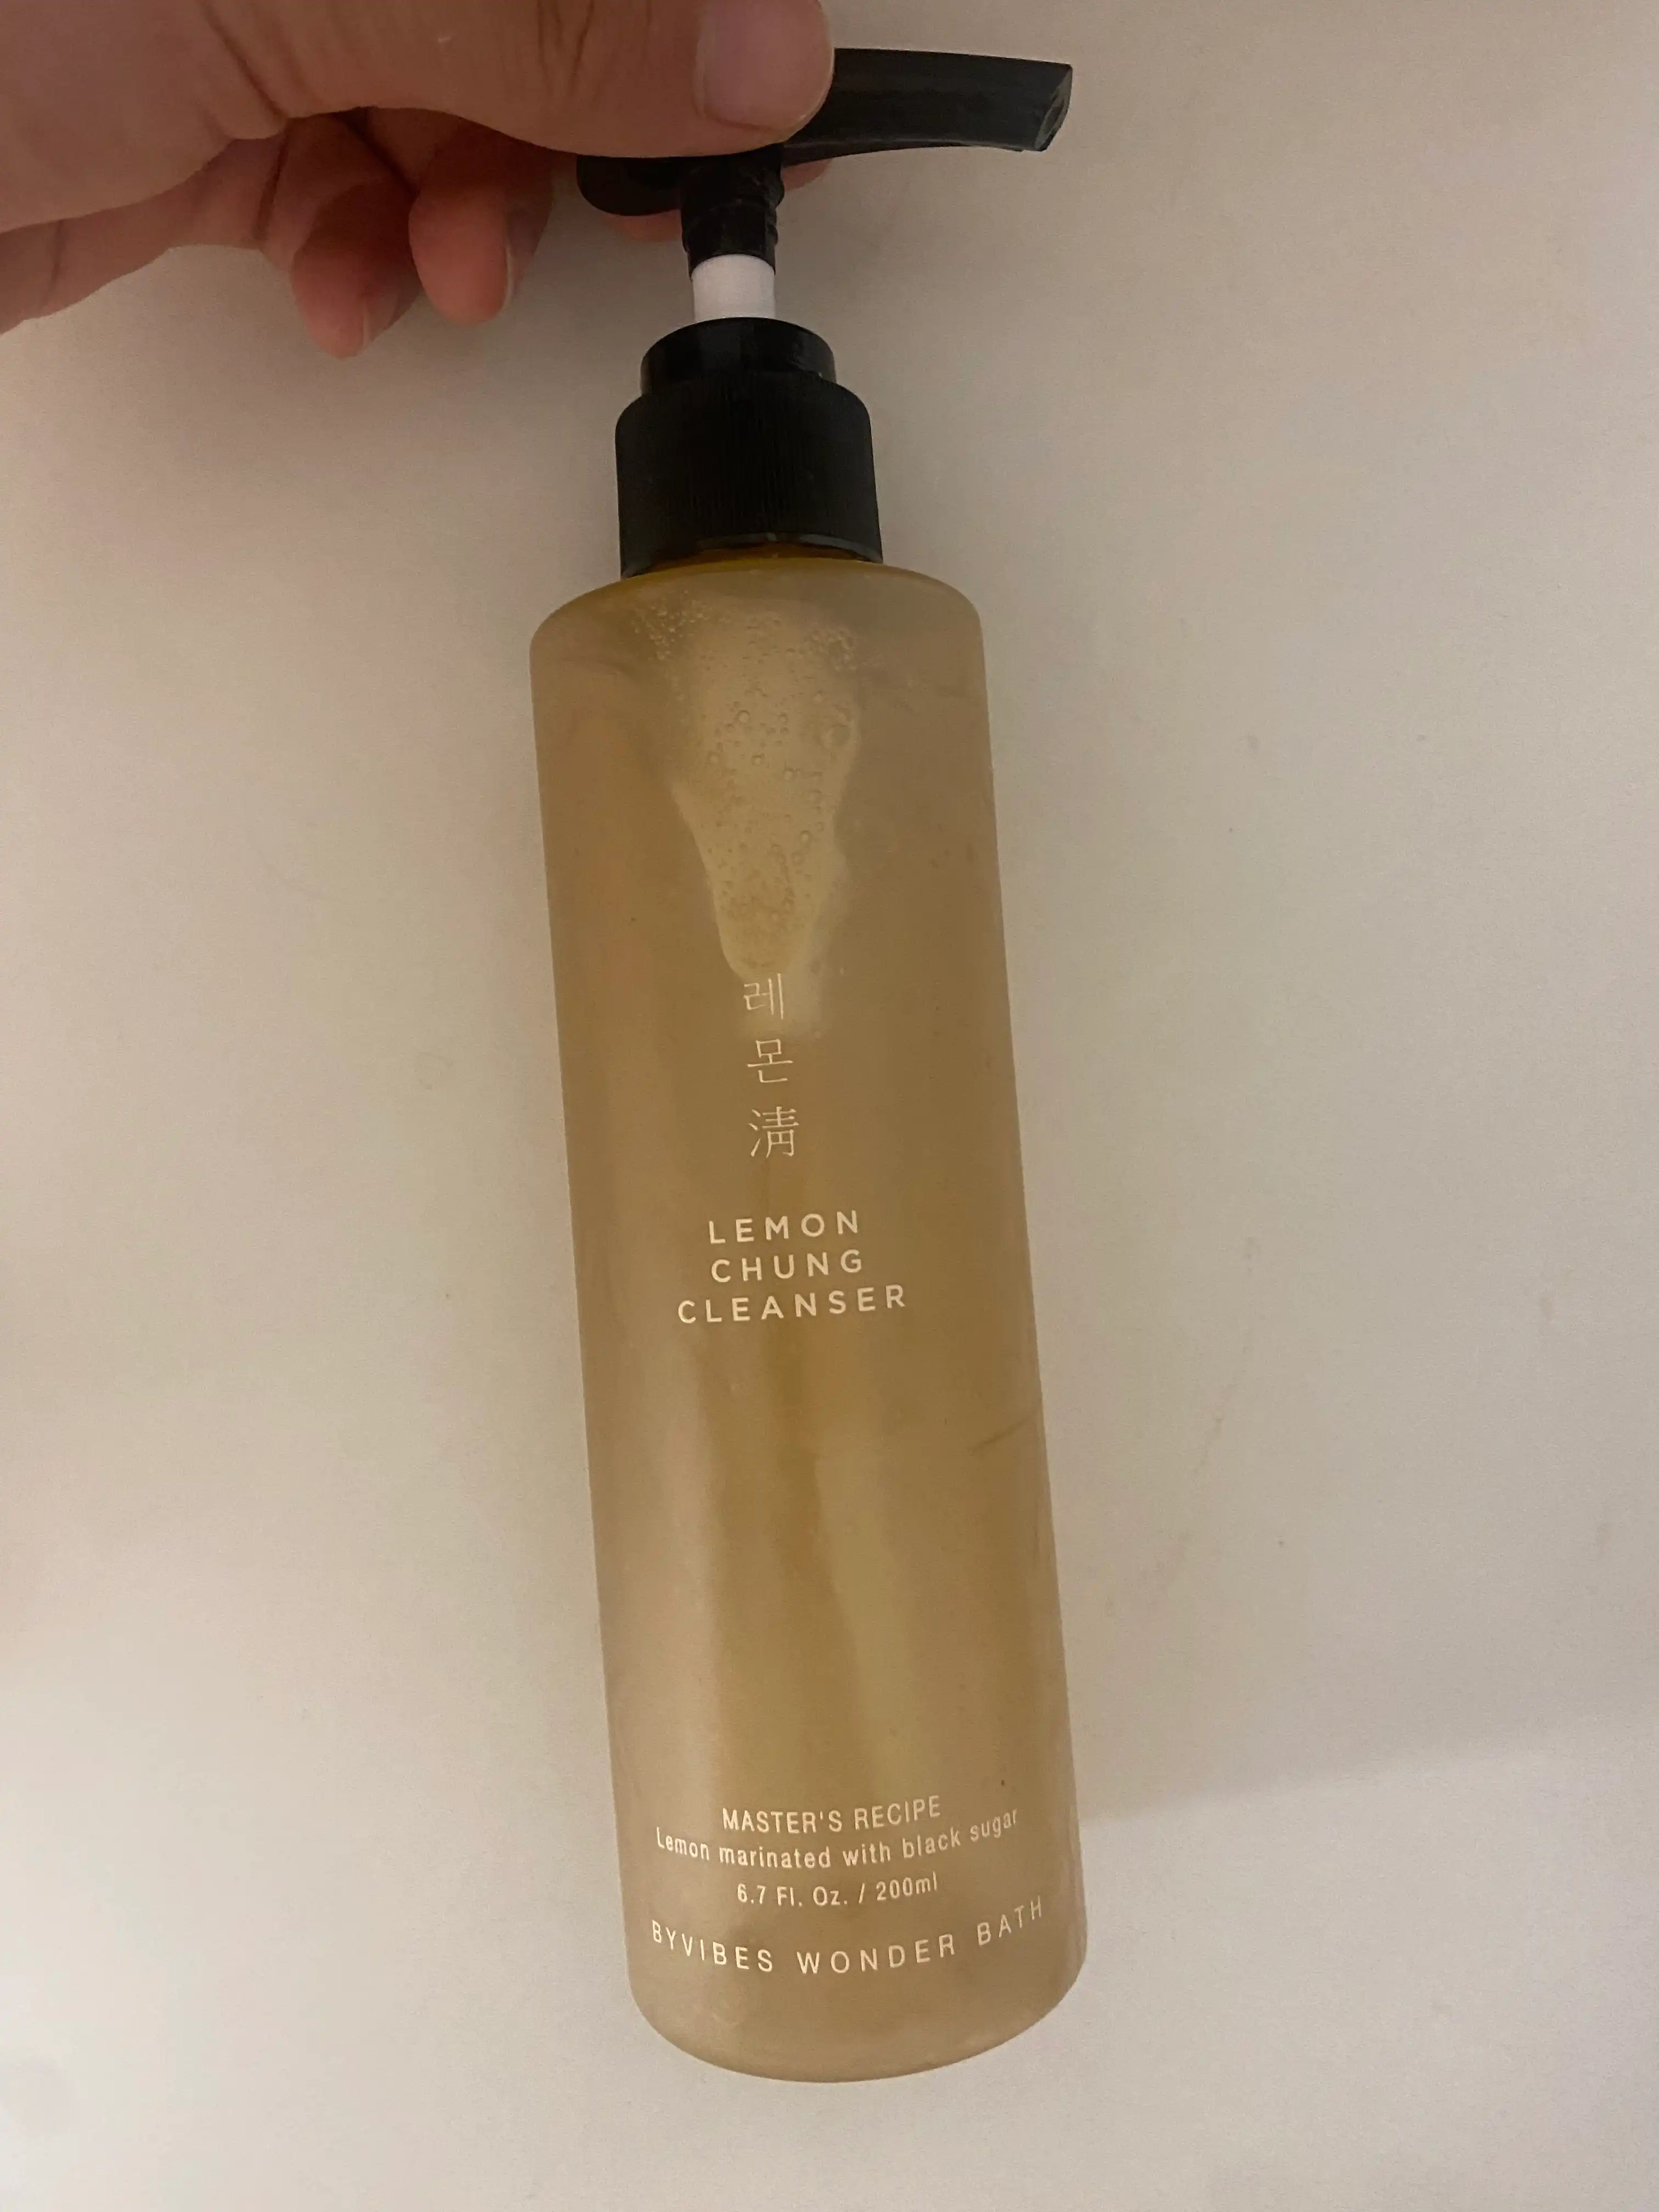 레
몬
淸
LEMON
CHUNG
CLEANSER
MASTER'S RECIPE
Lemon marinated with black sugar
6.7 Fl. Oz. / 200ml
BYVIBES WONDER BATH